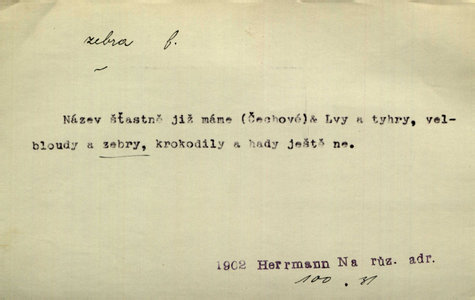 zebra f.
Název šťastně již máme (Čechové)& Lvy a tyhry, vel-
bloudy a zebry, krokodily a hady ještě ne.
1902 Herrmann Na růz. adr.
100. 31